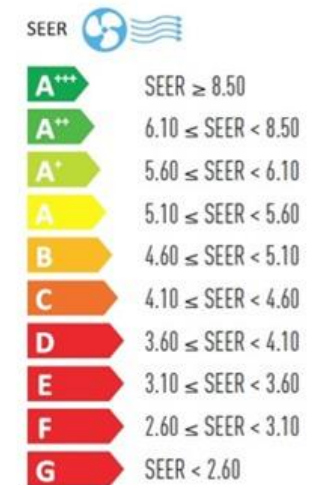 SEER
A+++ SEER ≥ 8.50
A++ 6.10 ≤ SEER < 8.50
A+ 5.60 ≤ SEER < 6.10
A 5.10 ≤ SEER < 5.60
B 4.60 ≤ SEER < 5.10
C 4.10 ≤ SEER < 4.60
D 3.60 ≤ SEER < 4.10
E 3.10 ≤ SEER < 3.60
F 2.60 ≤ SEER < 3.10
G SEER < 2.60